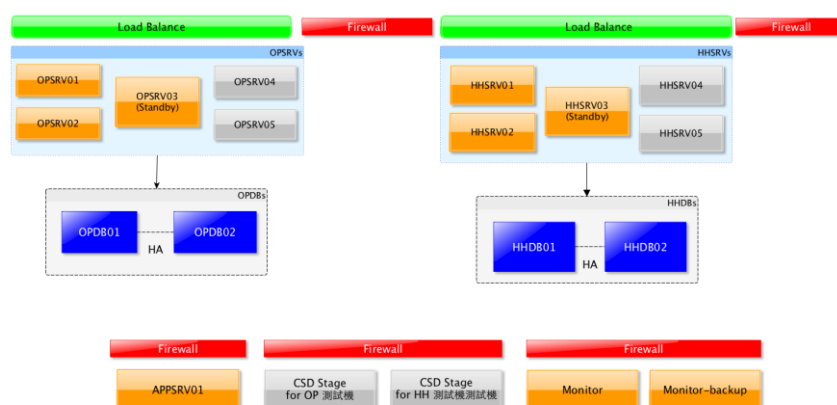 Load Balance
Firewall
OPSRVs
OPSRV01
OPSRV02
OPSRV03
(Standby)
OPSRV04
OPSRV05
OPDBs
OPDB01
HA
OPDB02
Load Balance
Firewall
HHSRVs
HHSRV01
HHSRV02
HHSRV03
(Standby)
HHSRV04
HHSRV05
HHDBs
HHDB01
HA
HHDB02
Firewall
APPSRV01
Firewall
CSD Stage
for OP 測試機
CSD Stage
for HH 測試機測試機
Firewall
Monitor
Monitor-backup